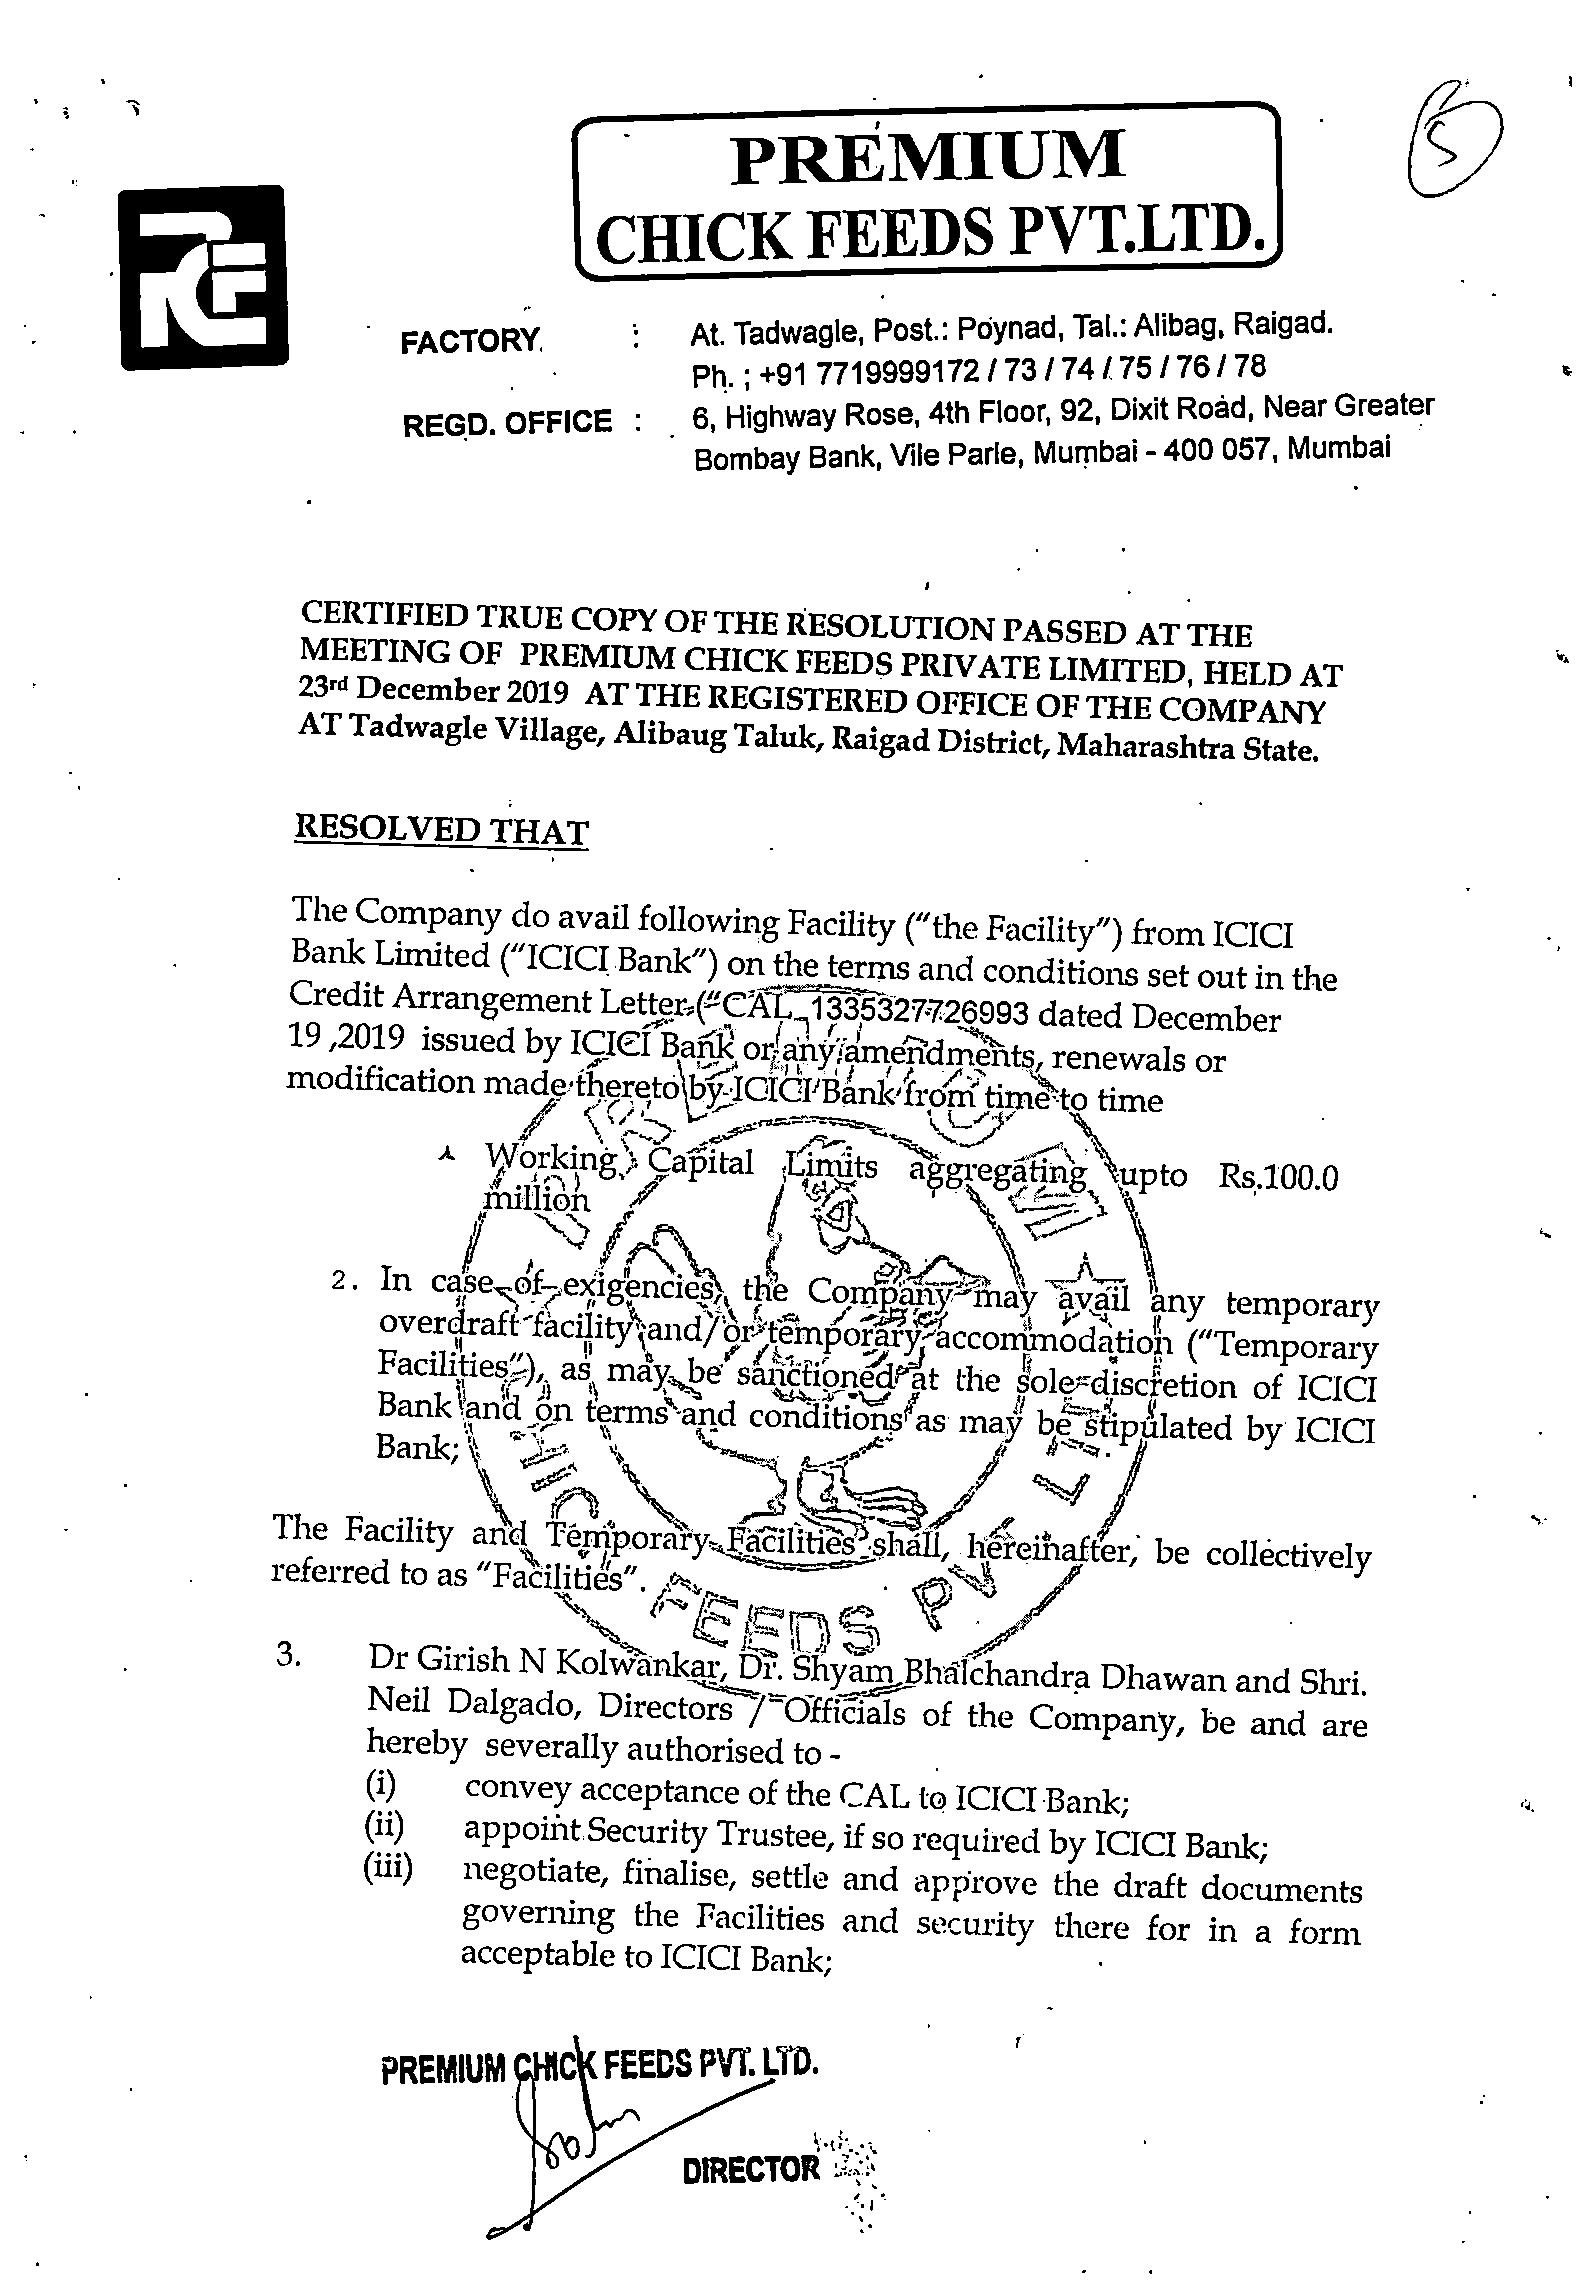 PREMIUM
CHICK FEEDS PVT.LTD.
FACTORY : At. Tadwagle, Post.: Poynad, Tal.: Alibag, Raigad.
Ph. ; +91 7719999172 / 73 / 74 / 75 / 76 / 78
REGD. OFFICE : 6, Highway Rose, 4th Floor, 92, Dixit Road, Near Greater
Bombay Bank, Vile Parle, Mumbai - 400 057, Mumbai
CERTIFIED TRUE COPY OF THE RESOLUTION PASSED AT THE
MEETING OF PREMIUM CHICK FEEDS PRIVATE LIMITED, HELD AT
23rd December 2019 AT THE REGISTERED OFFICE OF THE COMPANY
AT Tadwagle Village, Alibaug Taluk, Raigad District, Maharashtra State.
RESOLVED THAT
The Company do avail following Facility ("the Facility") from ICICI
Bank Limited ("ICICI Bank") on the terms and conditions set out in the
Credit Arrangement Letter ("CAL_1335327726993 dated December
19 ,2019 issued by ICICI Bank or any amendments, renewals or
modification made thereto by ICICI Bank from time to time
Working Capital Limits aggregating upto Rs.100.0
million
2. In case of exigencies, the Company may avail any temporary
overdraft facility and/or temporary accommodation ("Temporary
Facilities"), as may be sanctioned at the sole discretion of ICICI
Bank and on terms and conditions as may be stipulated by ICICI
Bank;
The Facility and Temporary Facilities shall, hereinafter, be collectively
referred to as "Facilities".
PREMIUM CHICK FEEDS PVT LTD
3. Dr Girish N Kolwankar, Dr. Shyam Bhalchandra Dhawan and Shri.
Neil Dalgado, Directors / Officials of the Company, be and are
hereby severally authorised to -
(i) convey acceptance of the CAL to ICICI Bank;
(ii) appoint Security Trustee, if so required by ICICI Bank;
(iii) negotiate, finalise, settle and approve the draft documents
governing the Facilities and security there for in a form
acceptable to ICICI Bank;
PREMIUM CHICK FEEDS PVT. LTD.
DIRECTOR